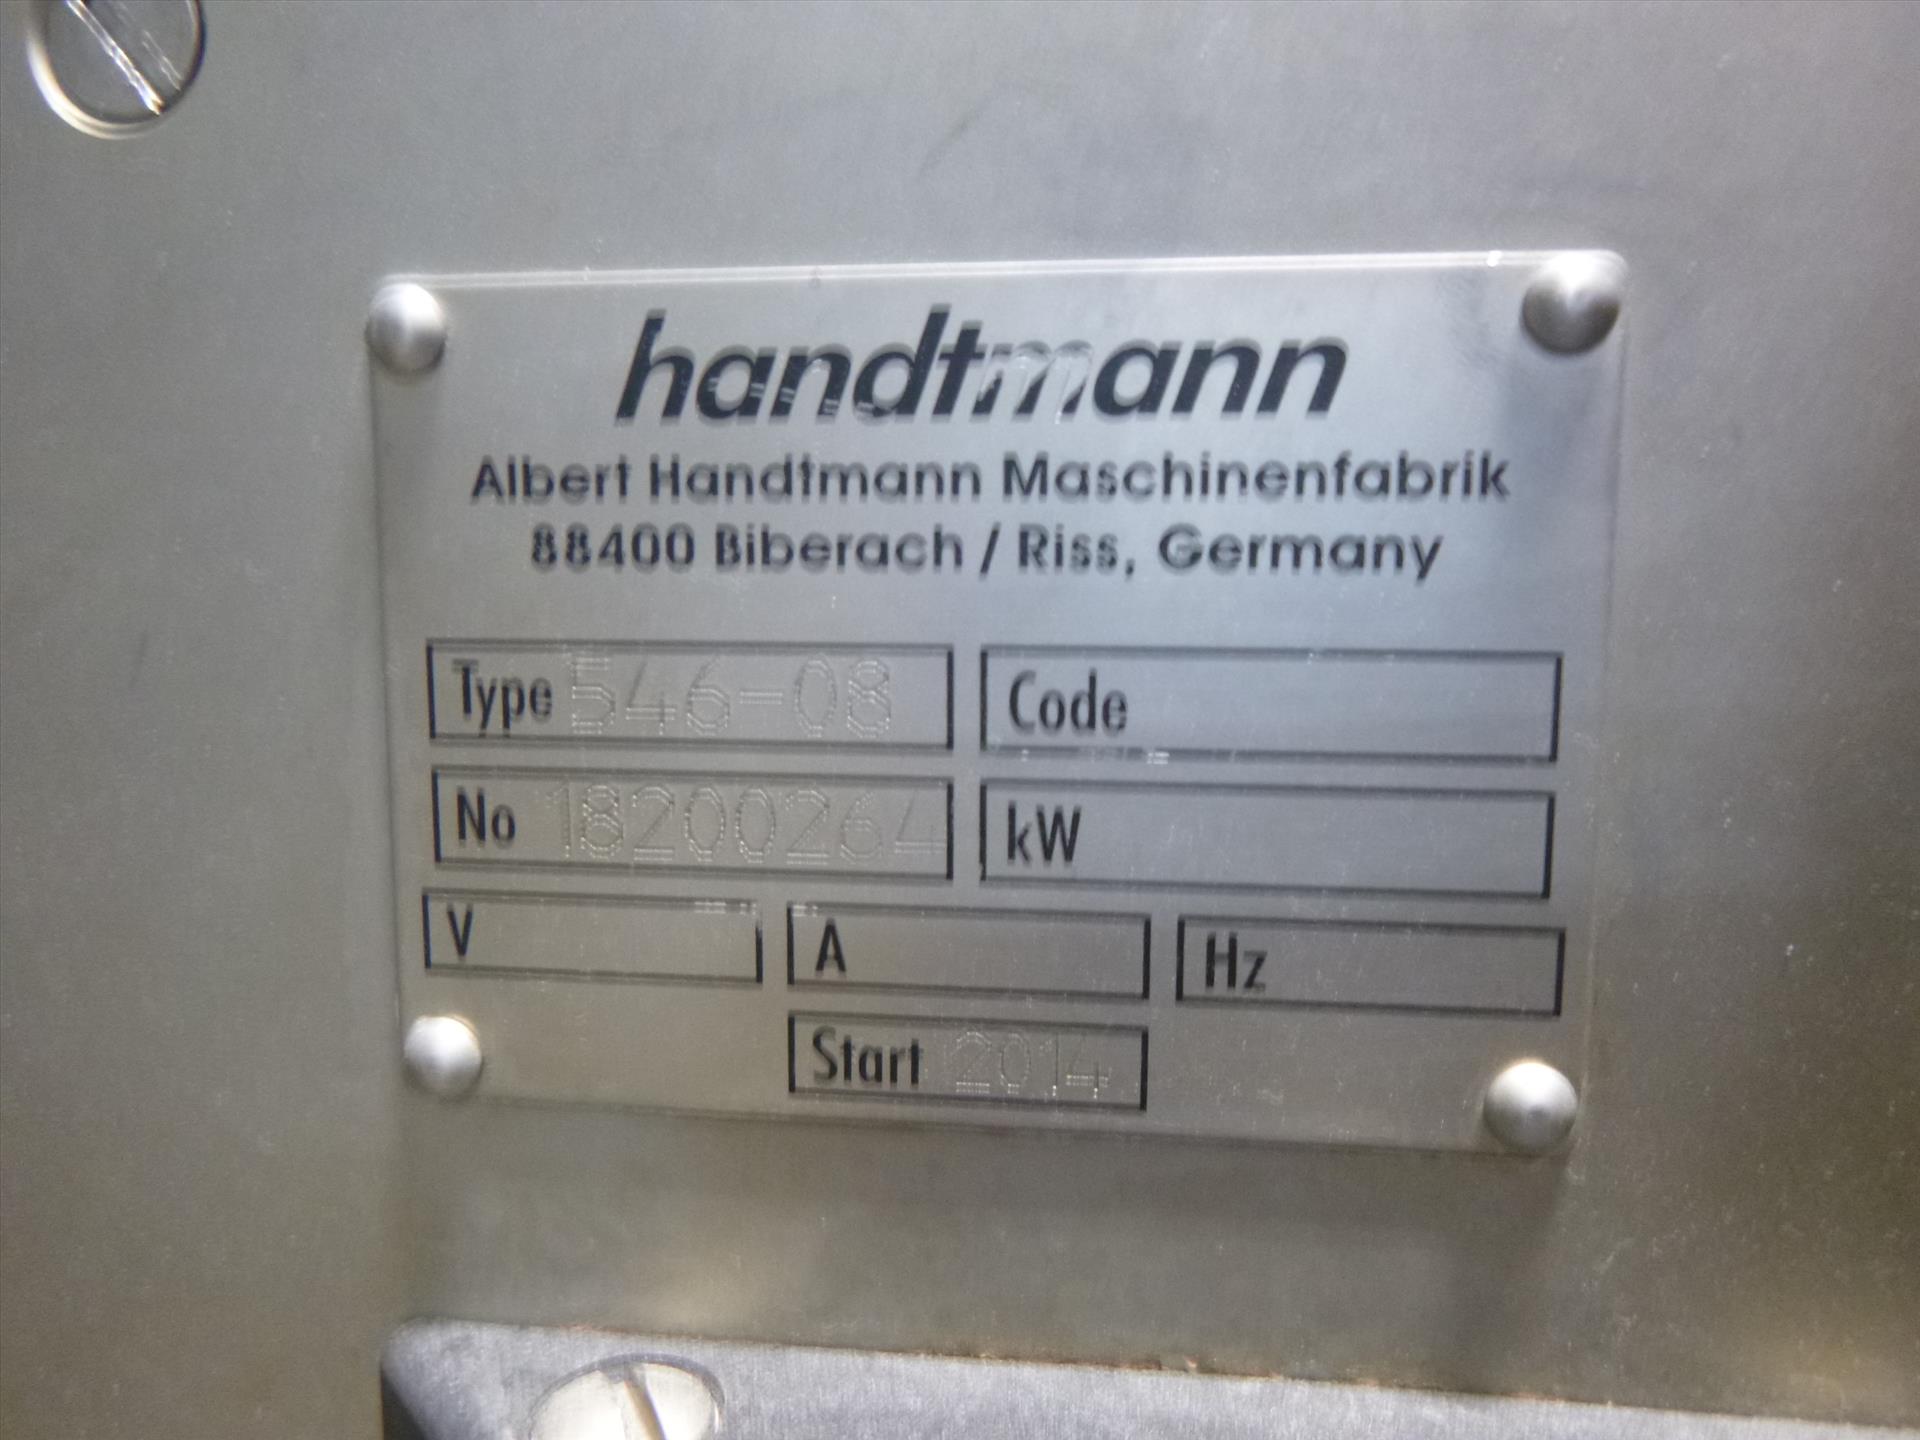 handtmann
Albert Handtmann Maschinenfabrik
88400 Biberach / Riss, Germany
Type 546-08 Code
No 18200264 kW
V A Hz
Start 2014